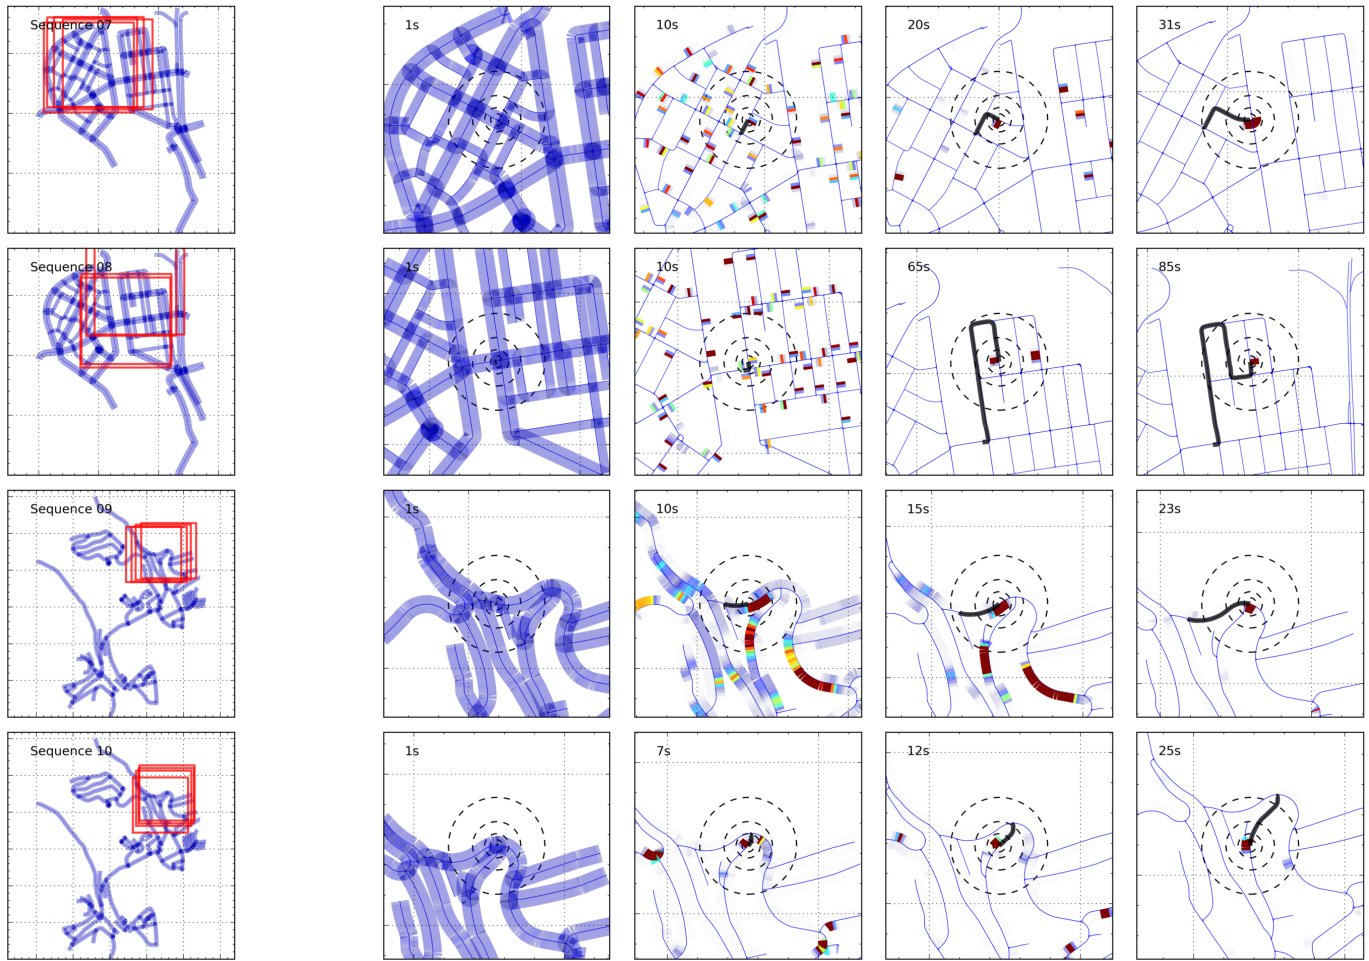 Sequence 07
1s
10s
20s
31s
Sequence 08
1s
10s
65s
85s
Sequence 09
1s
10s
15s
23s
Sequence 10
1s
7s
12s
25s